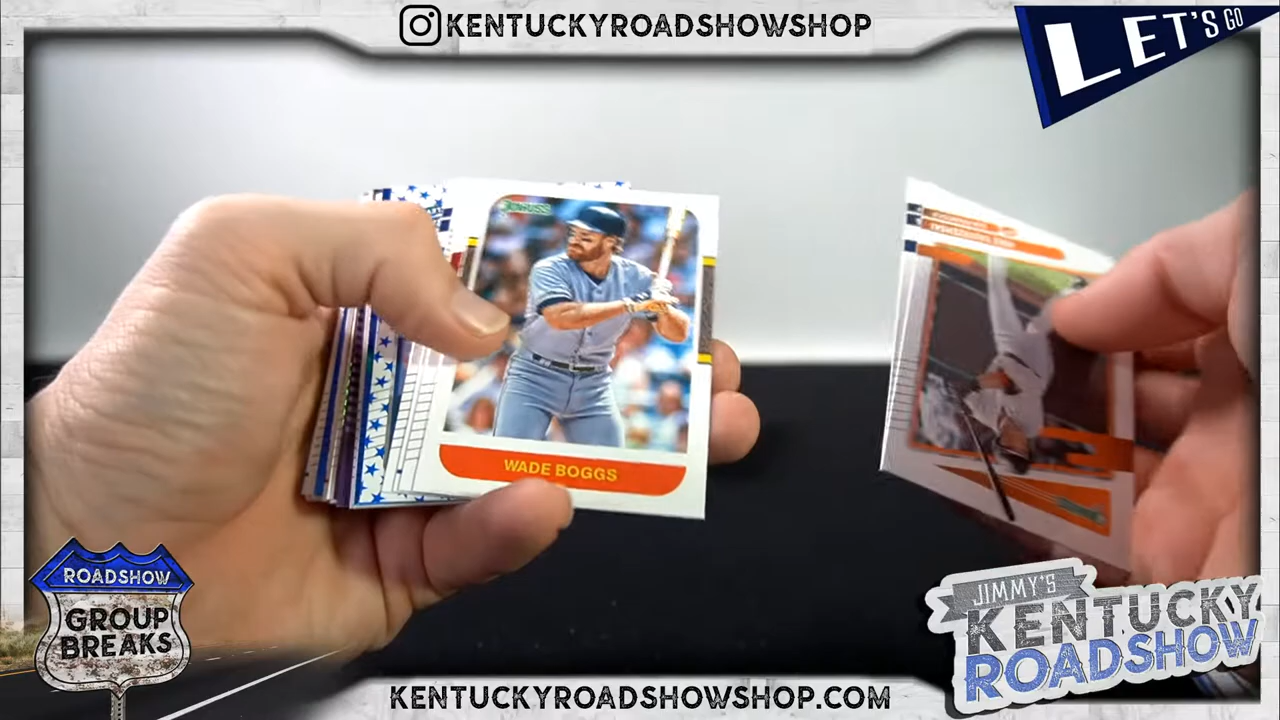 KENTUCKYROADSHOWSHOP
LET'S GO
DONRUSS
WADE BOGGS
ROADSHOW
GROUP
BREAKS
JIMMY'S
KENTUCKY
ROADSHOW
KENTUCKYROADSHOWSHOP.COM